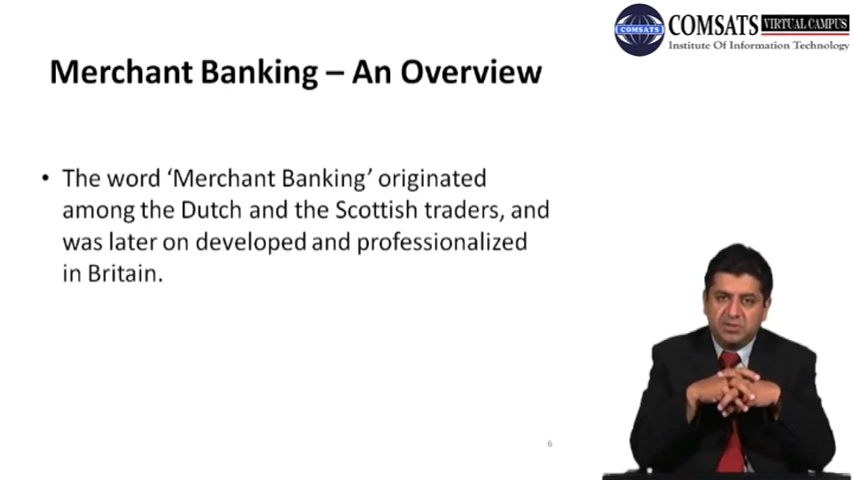 COMSATS VIRTUAL CAMPUS
COMSATS
Institute Of Information Technology
Merchant Banking – An Overview
• The word ‘Merchant Banking’ originated
among the Dutch and the Scottish traders, and
was later on developed and professionalized
in Britain.
6